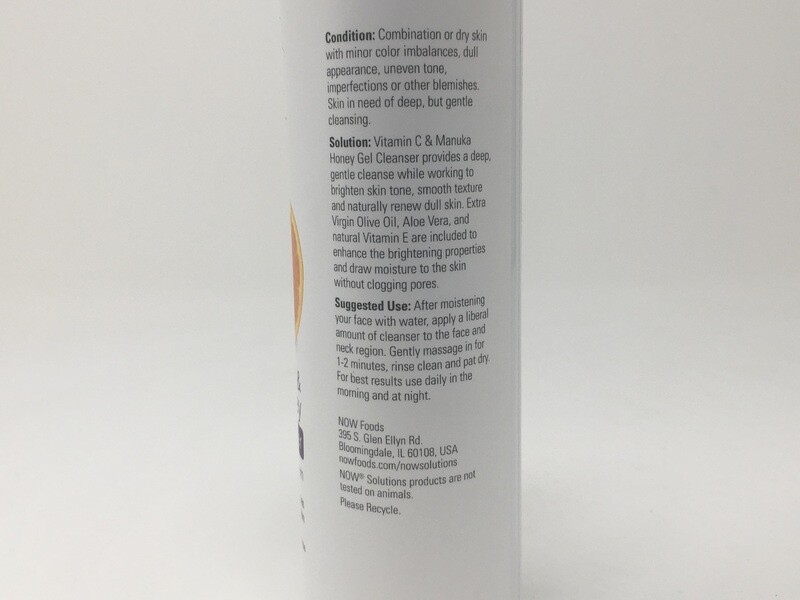 Condition: Combination or dry skin
with minor color imbalances, dull
appearance, uneven tone,
imperfections or other blemishes.
Skin in need of deep, but gentle
cleansing.
Solution: Vitamin C & Manuka
Honey Gel Cleanser provides a deep,
gentle cleanse while working to
brighten skin tone, smooth texture
and naturally renew dull skin. Extra
Virgin Olive Oil, Aloe Vera, and
natural Vitamin E are included to
enhance the brightening properties
and draw moisture to the skin
without clogging pores.
Suggested Use: After moistening
your face with water, apply a liberal
amount of cleanser to the face and
neck region. Gently massage in for
1-2 minutes, rinse clean and pat dry.
For best results use daily in the
morning and at night.
NOW Foods
395 S. Glen Ellyn Rd.
Bloomingdale, IL 60108, USA
nowfoods.com/nowsolutions
NOW® Solutions products are not
tested on animals.
Please Recycle.
&